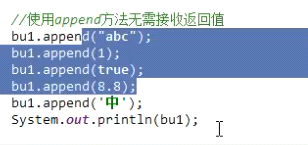 //使用append方法无需接收返回值
bu1.append("abc");
bu1.append(1);
bu1.append(true);
bu1.append(8.8);
bu1.append('中');
System.out.println(bu1);